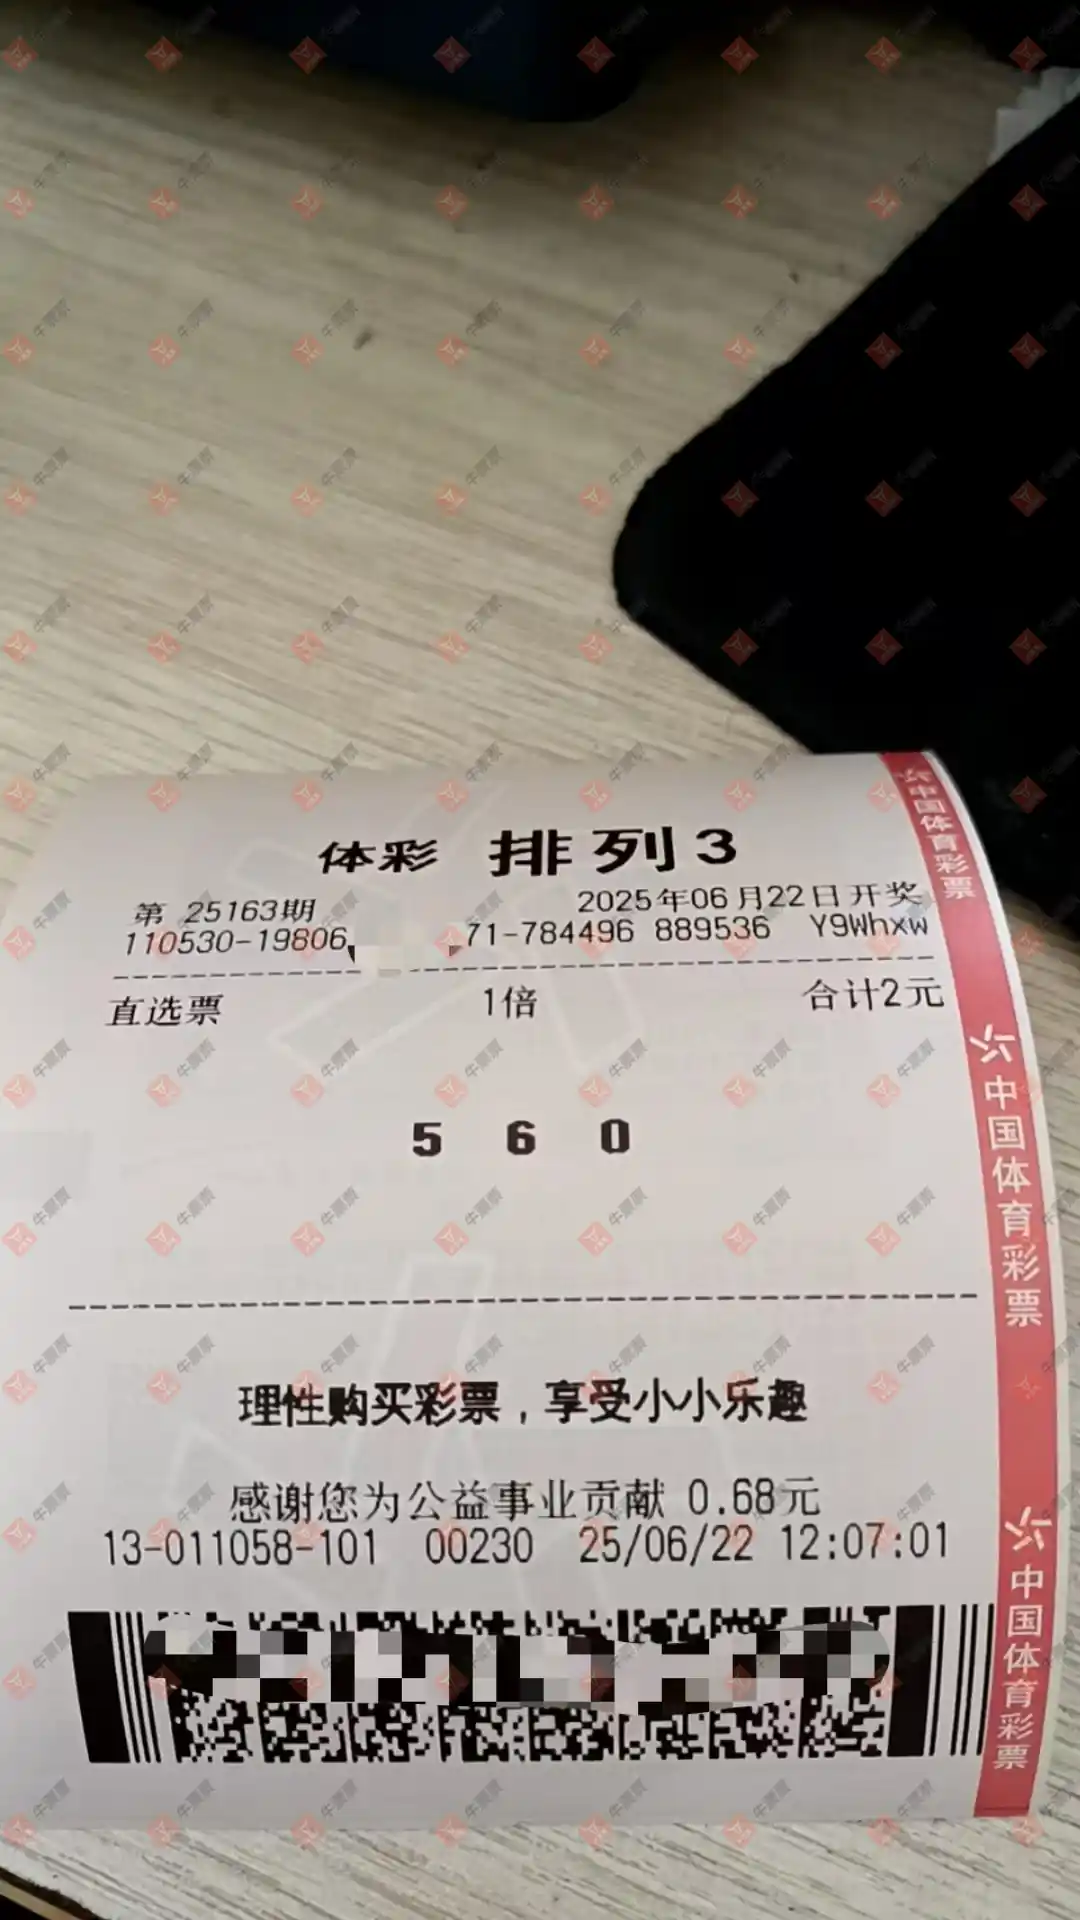 体彩 排列3
第 25163期 2025年06月22日开奖
110530-19806 71-784496 889536 Y9Whxw
直选票 1倍 合计2元
5 6 0
理性购买彩票，享受小小乐趣
感谢您为公益事业贡献 0.68元
13-011058-101 00230 25/06/22 12:07:01
中国体育彩票
中国体育彩票
中国体育彩票
牛票票